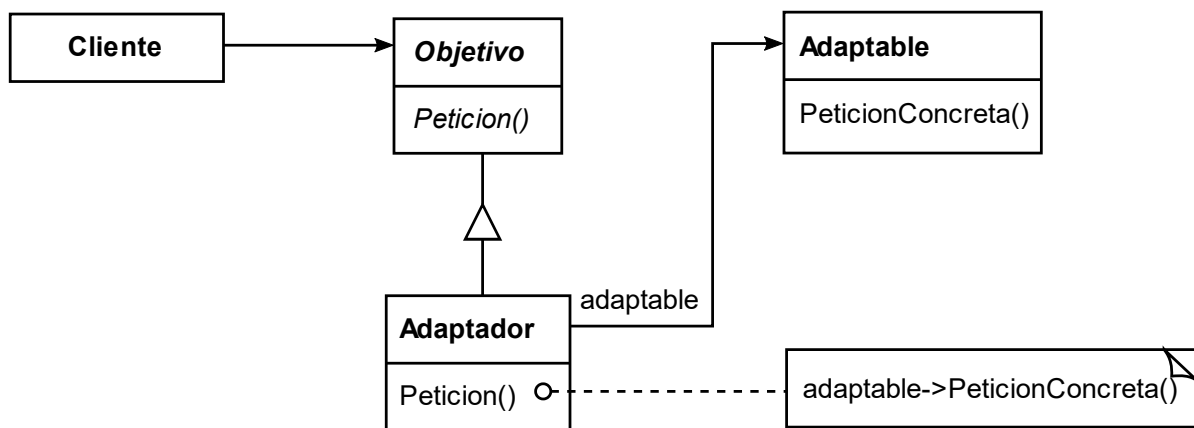 Cliente
Objetivo
Peticion()
Adaptable
PeticionConcreta()
adaptable
Adaptador
Peticion()
adaptable->PeticionConcreta()